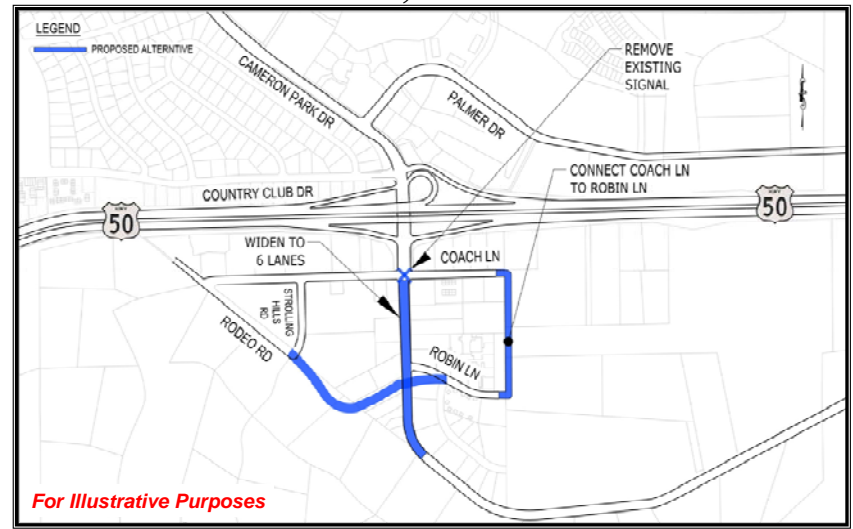 LEGEND
PROPOSED ALTERNTIVE
REMOVE
EXISTING
SIGNAL
CAMERON PARK DR
PALMER DR
CONNECT COACH LN
TO ROBIN LN
COUNTRY CLUB DR
HWY
50
HWY
50
WIDEN TO
6 LANES
COACH LN
STROLLING
HILLS
RD
RODEO RD
ROBIN LN
For Illustrative Purposes